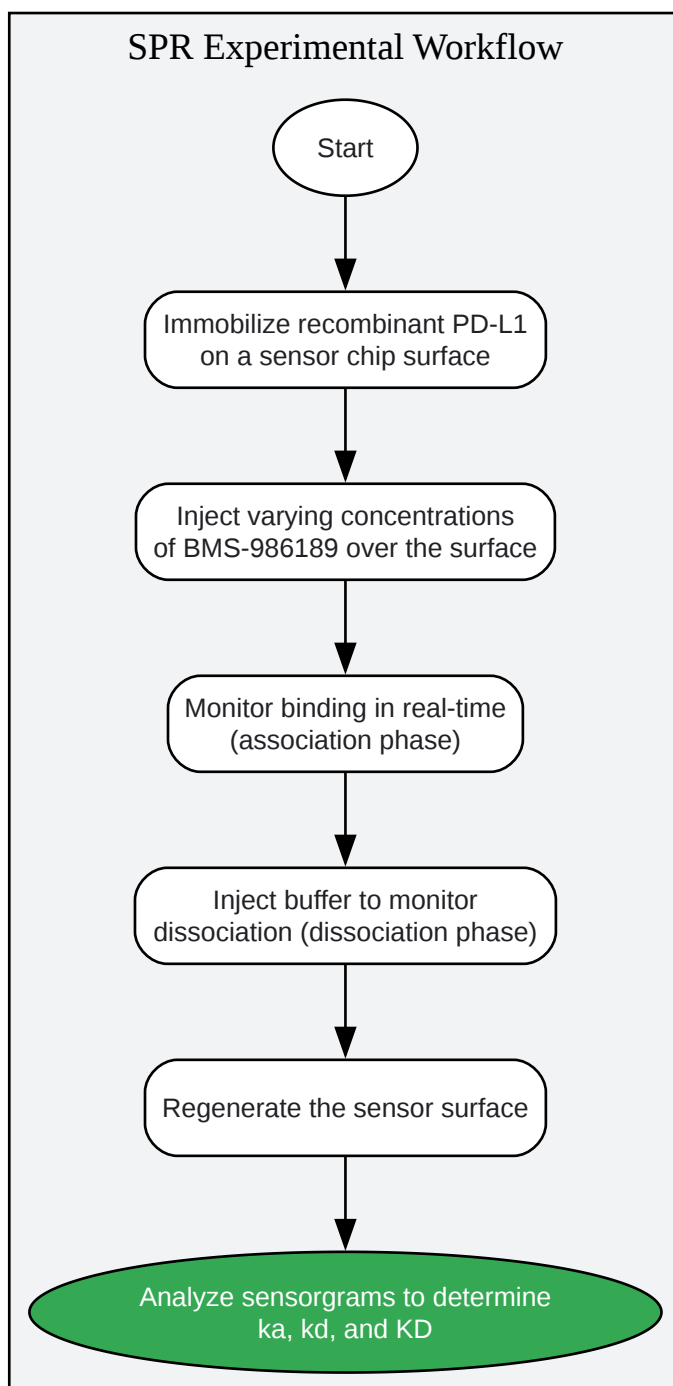 SPR Experimental Workflow
Start
Immobilize recombinant PD-L1
on a sensor chip surface
Inject varying concentrations
of BMS-986189 over the surface
Monitor binding in real-time
(association phase)
Inject buffer to monitor
dissociation (dissociation phase)
Regenerate the sensor surface
Analyze sensorgrams to determine
ka, kd, and KD